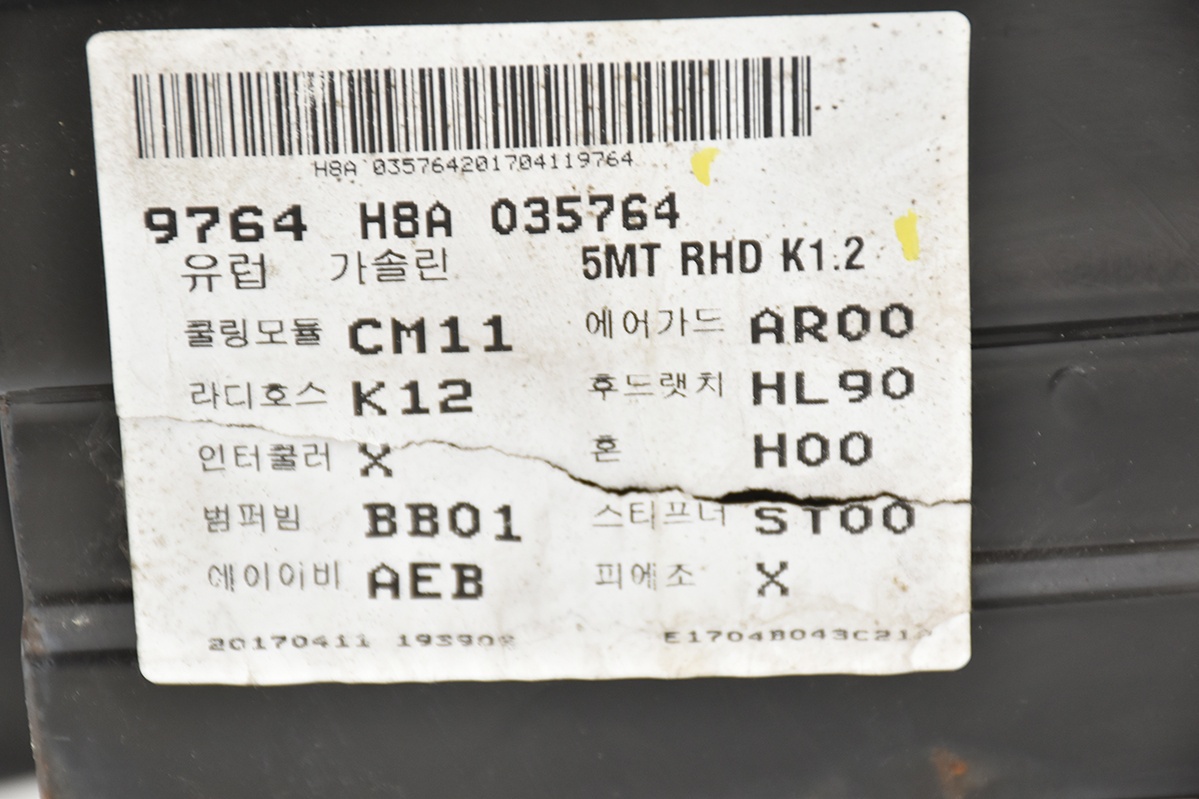 H8A 035764201704119764
9764 H8A 035764
유럽 가솔린 5MT RHD K1.2
쿨링모듈 CM11 에어가드 AR00
라디호스 K12 후드랫치 HL90
인터쿨러 X 혼 H00
범퍼빔 BB01 스티프너 ST00
에이이비 AEB 피에조 X
20170411